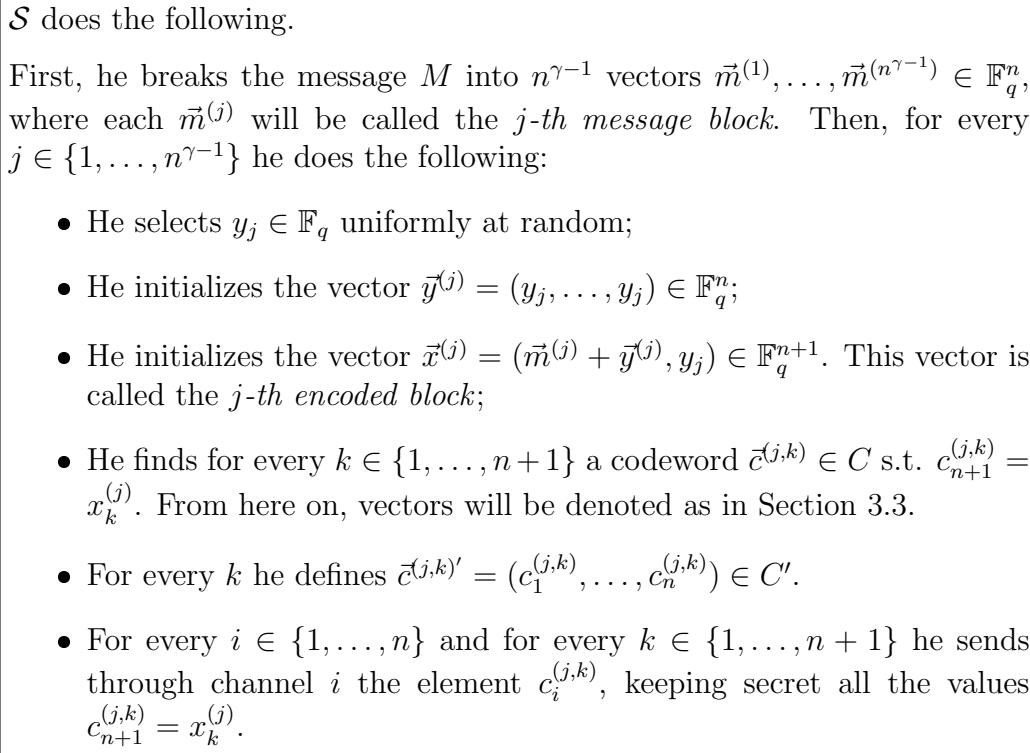 𝒮 does the following.
First, he breaks the message M into n^{γ−1} vectors m⃗^{(1)}, . . . , m⃗^{(n^{γ−1})} ∈ 𝔽_q^n,
where each m⃗^{(j)} will be called the j-th message block. Then, for every
j ∈ {1, . . . , n^{γ−1}} he does the following:
• He selects y_j ∈ 𝔽_q uniformly at random;
• He initializes the vector y⃗^{(j)} = (y_j, . . . , y_j) ∈ 𝔽_q^n;
• He initializes the vector x⃗^{(j)} = (m⃗^{(j)} + y⃗^{(j)}, y_j) ∈ 𝔽_q^{n+1}. This vector is
called the j-th encoded block;
• He finds for every k ∈ {1, . . . , n+1} a codeword c⃗^{(j,k)} ∈ C s.t. c_{n+1}^{(j,k)} =
x_k^{(j)}. From here on, vectors will be denoted as in Section 3.3.
• For every k he defines c⃗^{(j,k)′} = (c_1^{(j,k)}, . . . , c_n^{(j,k)}) ∈ C′.
• For every i ∈ {1, . . . , n} and for every k ∈ {1, . . . , n + 1} he sends
through channel i the element c_i^{(j,k)}, keeping secret all the values
c_{n+1}^{(j,k)} = x_k^{(j)}.